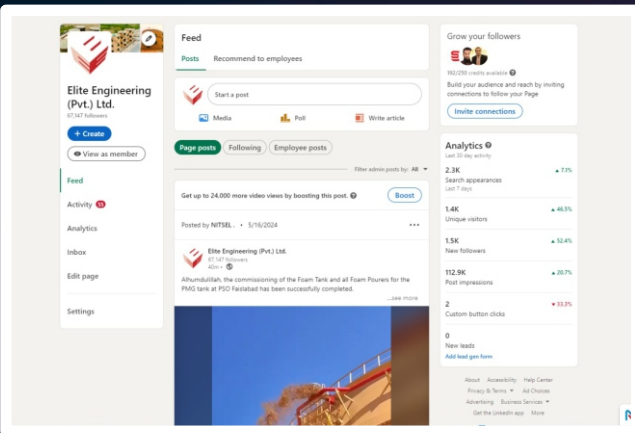 Elite Engineering
(Pvt.) Ltd.
67,147 followers
+ Create
View as member
Feed
Activity 55
Analytics
Inbox
Edit page
Settings
Feed
Posts Recommend to employees
Start a post
Media Poll Write article
Page posts Following Employee posts
Filter admin posts by: All
Get up to 24,000 more video views by boosting this post. Boost
Posted by NITSEL . • 5/16/2024
Elite Engineering (Pvt.) Ltd.
67,147 followers
40m •
Alhumdulillah, the commissioning of the Foam Tank and all Foam Pourers for the
PMG tank at PSO Faislabad has been successfully completed.
...see more
Grow your followers
192/250 credits available
Build your audience and reach by inviting
connections to follow your Page
Invite connections
Analytics
Last 30 day activity
2.3K 7.1%
Search appearances
Last 7 days
1.4K 46.5%
Unique visitors
1.5K 52.4%
New followers
112.9K 20.7%
Post impressions
2 33.3%
Custom button clicks
0
New leads
Add lead gen form
About Accessibility Help Center
Privacy & Terms Ad Choices
Advertising Business Services
Get the LinkedIn app More